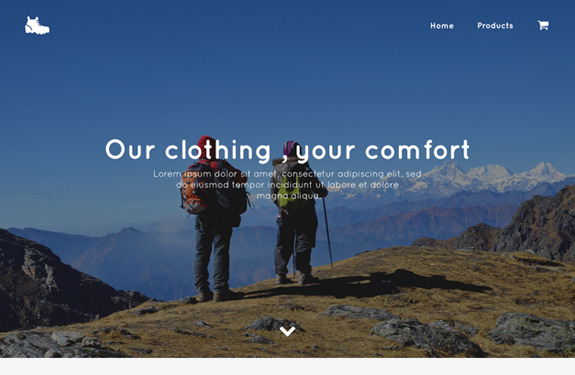 Home Products
Our clothing , your comfort
Lorem ipsum dolor sit amet, consectetur adipiscing elit, sed
do eiusmod tempor incididunt ut labore et dolore
magna aliqua.